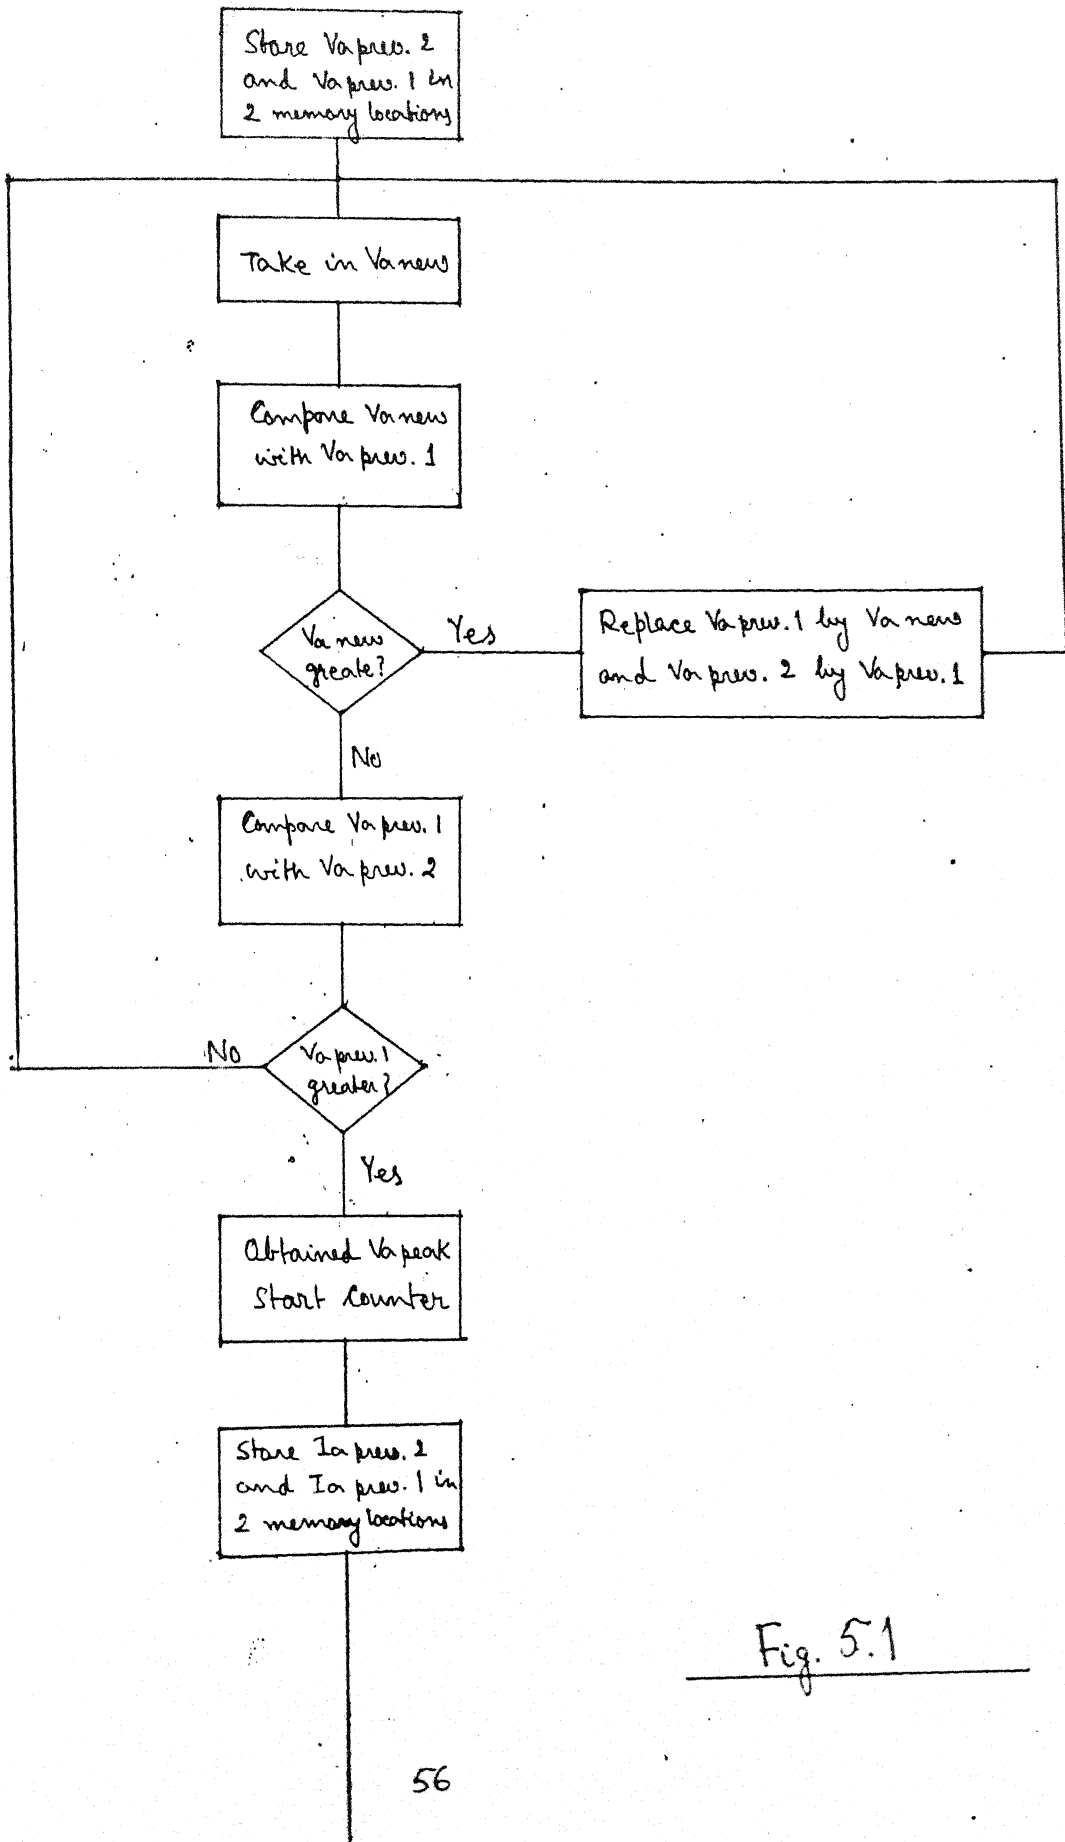 Store Va prev. 2
and Va prev. 1 in
2 memory locations
Take in Va new
Compare Va new
with Va prev. 1
Va new
greate?
Yes
Replace Va prev. 1 by Va new
and Va prev. 2 by Va prev. 1
No
Compare Va prev. 1
with Va prev. 2
No
Va prev. 1
greater?
Yes
Obtained Va peak
Start Counter
Store Ia prev. 2
and Ia prev. 1 in
2 memory locations
Fig. 5.1
56